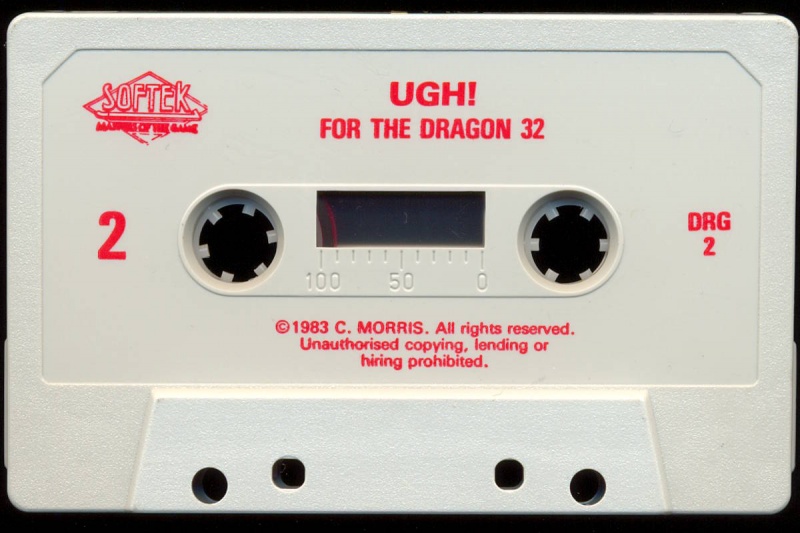 SOFTEK
MASTERS OF THE GAME
UGH!
FOR THE DRAGON 32
2
DRG
2
100 50 0
©1983 C. MORRIS. All rights reserved.
Unauthorised copying, lending or
hiring prohibited.